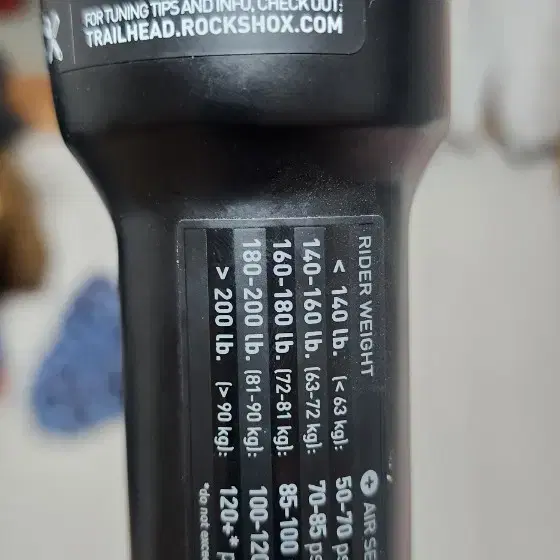 FOR TUNING TIPS AND INFO, CHECK OUT:
TRAILHEAD.ROCKSHOX.COM
RIDER WEIGHT + AIR
< 140 lb. (< 63 kg): 50-70
140-160 lb. (63-72 kg): 70-85
160-180 lb. (72-81 kg): 85-100
180-200 lb. (81-90 kg): 100-120
> 200 lb. (> 90 kg): 120+*
*do not